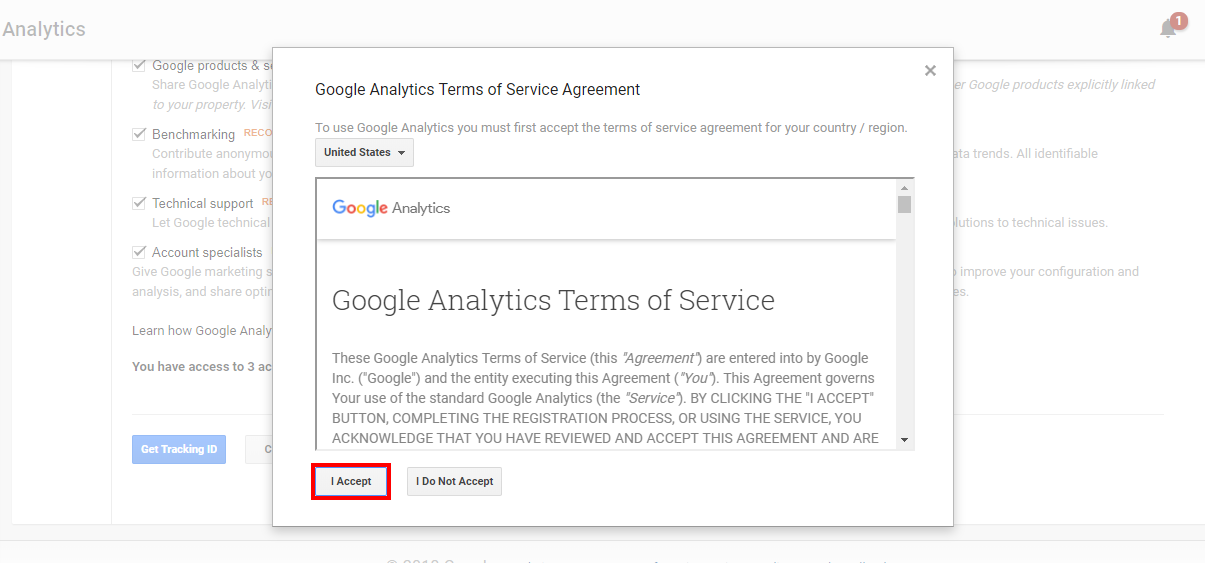 Analytics
1
Google products & se
Share Google Analyti
er Google products explicitly linked
to your property. Visi
Benchmarking RECO
Contribute anonymou
ata trends. All identifiable
information about yo
Technical support RE
Let Google technical
lutions to technical issues.
Account specialists
Give Google marketing s
o improve your configuration and
analysis, and share optim
es.
Learn how Google Analy
You have access to 3 ac
Get Tracking ID
C
Google Analytics Terms of Service Agreement
To use Google Analytics you must first accept the terms of service agreement for your country / region.
United States
Google Analytics
Google Analytics Terms of Service
These Google Analytics Terms of Service (this "Agreement") are entered into by Google
Inc. ("Google") and the entity executing this Agreement ("You"). This Agreement governs
Your use of the standard Google Analytics (the "Service"). BY CLICKING THE "I ACCEPT"
BUTTON, COMPLETING THE REGISTRATION PROCESS, OR USING THE SERVICE, YOU
ACKNOWLEDGE THAT YOU HAVE REVIEWED AND ACCEPT THIS AGREEMENT AND ARE
I Accept
I Do Not Accept